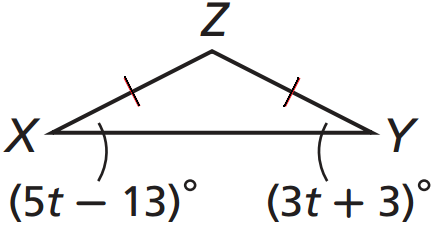 Z
X Y
(5t − 13)° (3t + 3)°